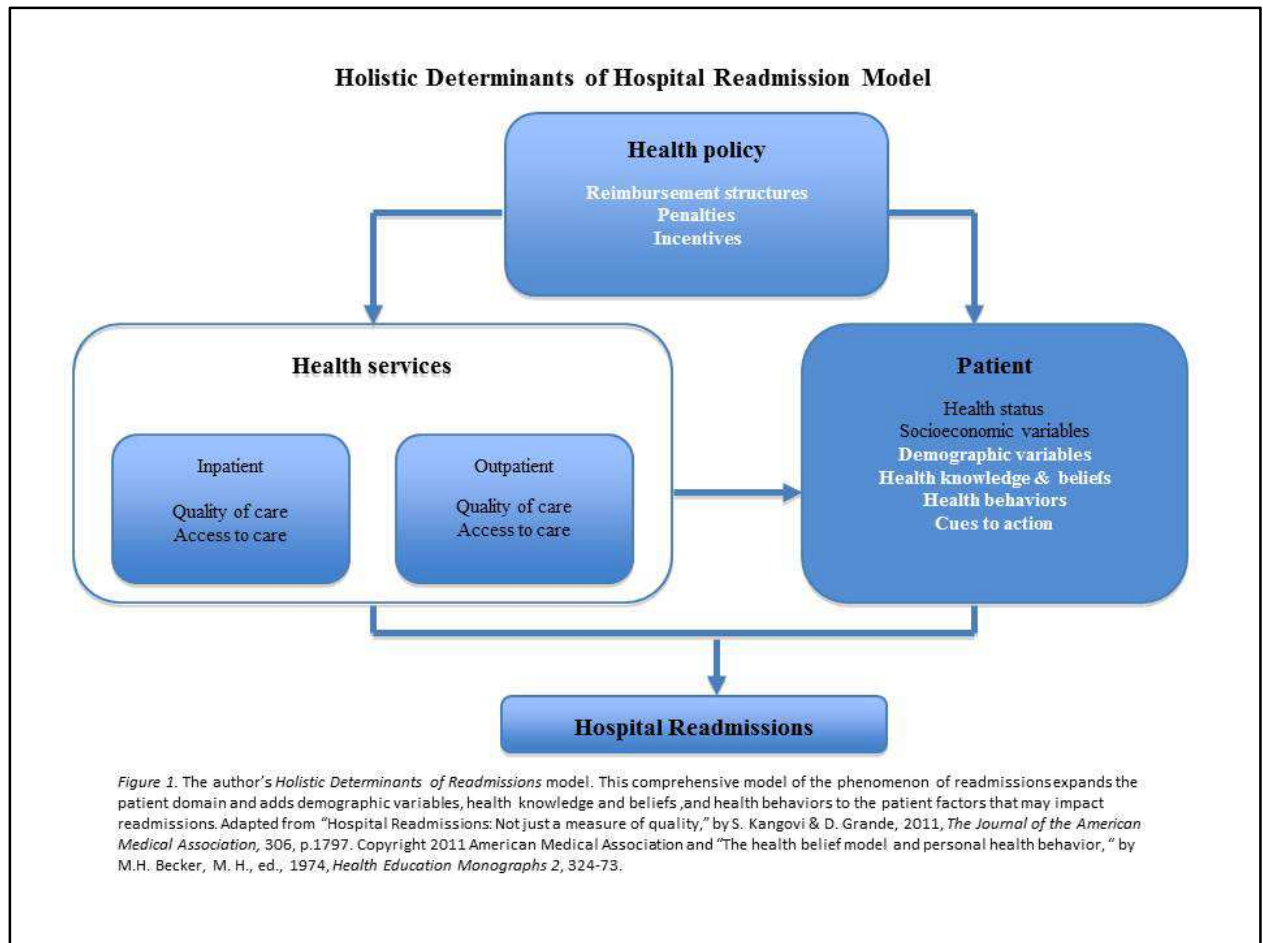 Holistic Determinants of Hospital Readmission Model
Health policy
Reimbursement structures
Penalties
Incentives
Health services
Inpatient
Quality of care
Access to care
Outpatient
Quality of care
Access to care
Patient
Health status
Socioeconomic variables
Demographic variables
Health knowledge & beliefs
Health behaviors
Cues to action
Hospital Readmissions
Figure 1. The author's Holistic Determinants of Readmissions model. This comprehensive model of the phenomenon of readmissions expands the
patient domain and adds demographic variables, health knowledge and beliefs ,and health behaviors to the patient factors that may impact
readmissions. Adapted from "Hospital Readmissions: Not just a measure of quality," by S. Kangovi & D. Grande, 2011, The Journal of the American
Medical Association, 306, p.1797. Copyright 2011 American Medical Association and "The health belief model and personal health behavior, " by
M.H. Becker, M. H., ed., 1974, Health Education Monographs 2, 324-73.